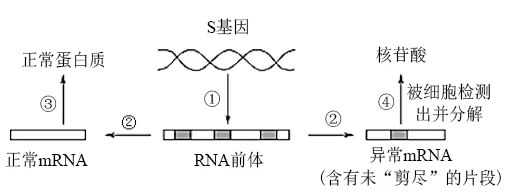 S基因
正常蛋白质
核苷酸
①
③
④
被细胞检测
出并分解
②
②
正常mRNA
RNA前体
异常mRNA
(含有未“剪尽”的片段)